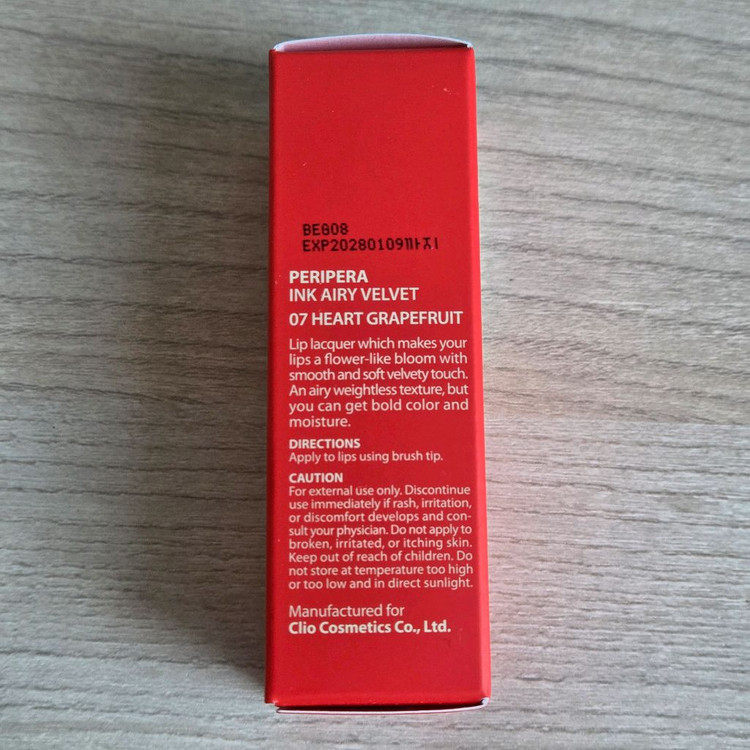 BE808
EXP20280109까지
PERIPERA
INK AIRY VELVET
07 HEART GRAPEFRUIT
Lip lacquer which makes your
lips a flower-like bloom with
smooth and soft velvety touch.
An airy weightless texture, but
you can get bold color and
moisture.
DIRECTIONS
Apply to lips using brush tip.
CAUTION
For external use only. Discontinue
use immediately if rash, irritation,
or discomfort develops and con-
sult your physician. Do not apply to
broken, irritated, or itching skin.
Keep out of reach of children. Do
not store at temperature too high
or too low and in direct sunlight.
Manufactured for
Clio Cosmetics Co., Ltd.